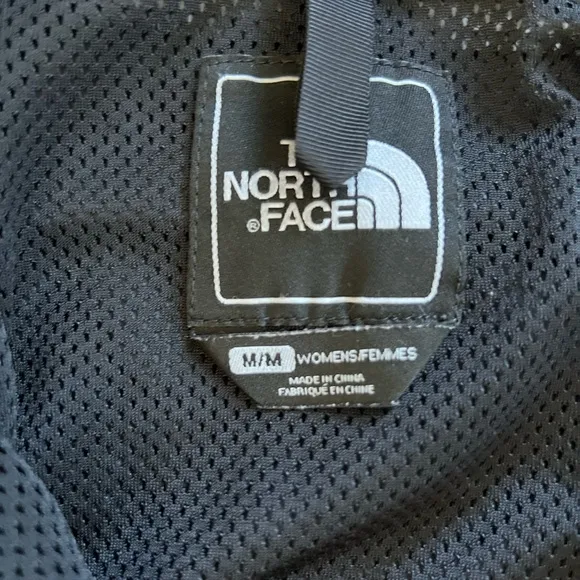 T
NORTH
®FACE
M/M WOMENS/FEMMES
MADE IN CHINA
FABRIQUÉ EN CHINE